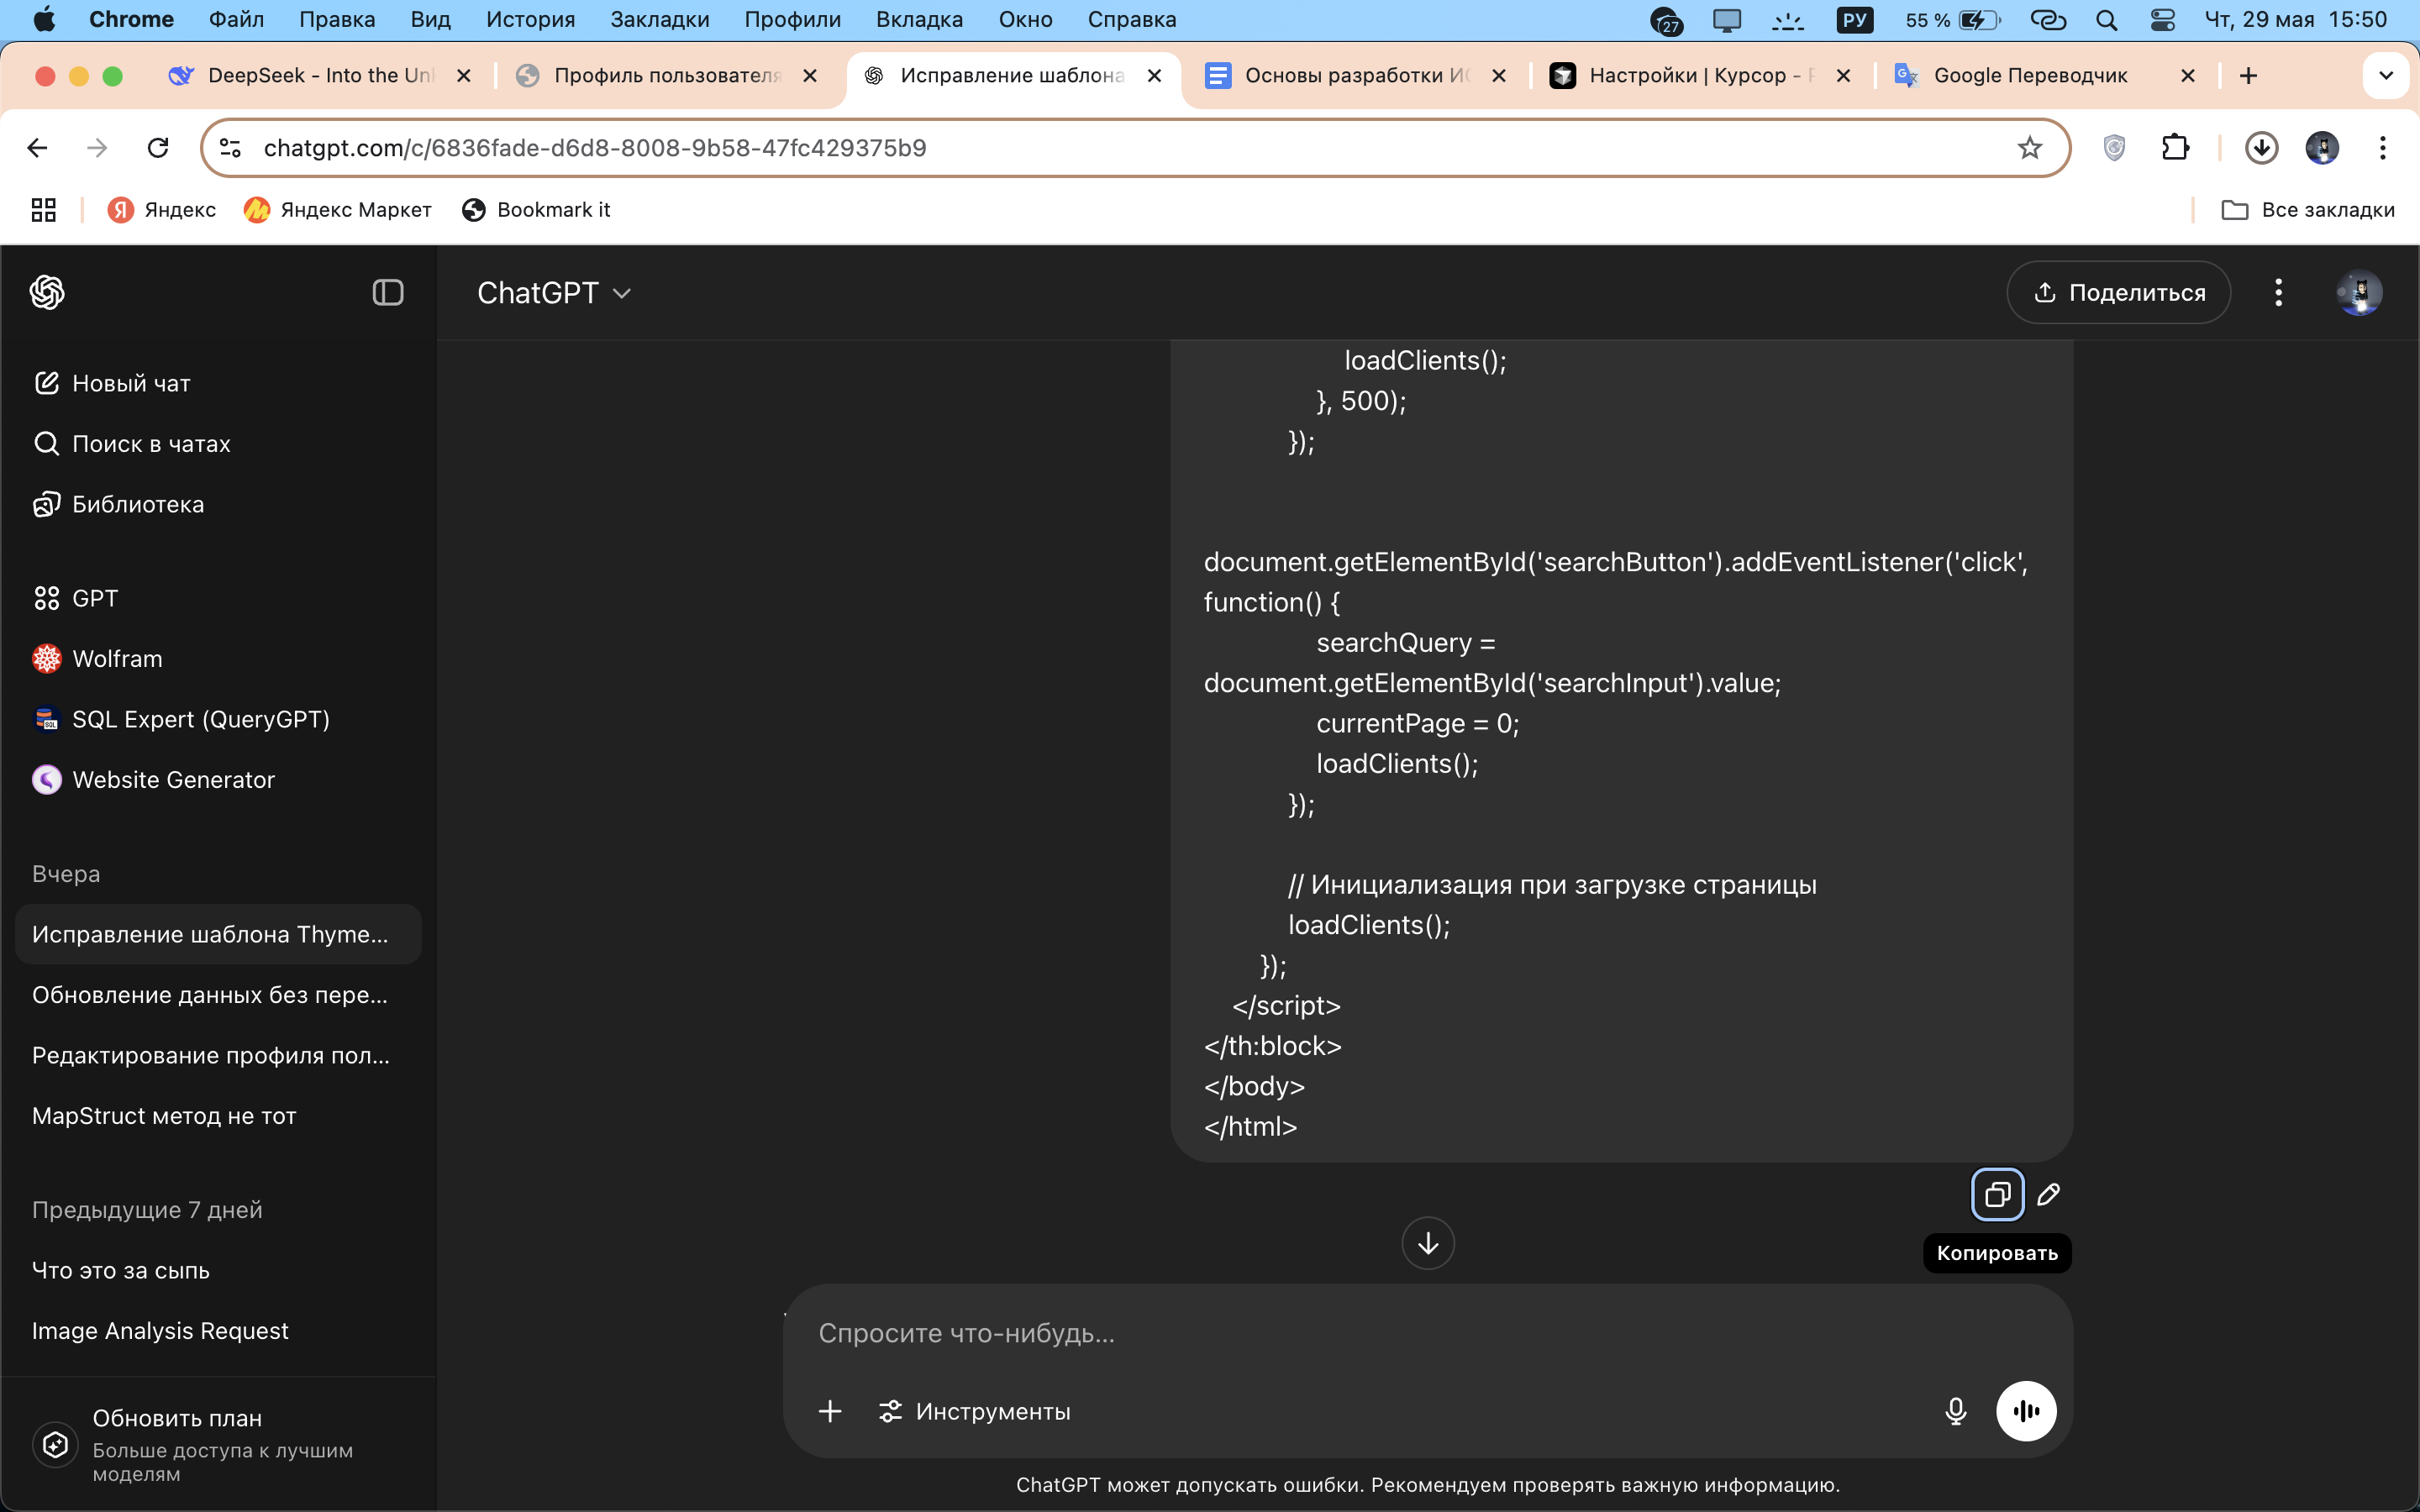 Chrome Файл Правка Вид История Закладки Профили Вкладка Окно Справка 27 РУ 55 % Чт, 29 мая 15:50
DeepSeek - Into the Un
Профиль пользователя
Исправление шаблона
Основы разработки И
Настройки | Курсор -
Google Переводчик
chatgpt.com/c/6836fade-d6d8-8008-9b58-47fc429375b9
Яндекс
Яндекс Маркет
Bookmark it
Все закладки
ChatGPT
Поделиться
Новый чат
Поиск в чатах
Библиотека
GPT
Wolfram
SQL Expert (QueryGPT)
Website Generator
Вчера
Исправление шаблона Thyme...
Обновление данных без пере...
Редактирование профиля пол...
MapStruct метод не тот
Предыдущие 7 дней
Что это за сыпь
Image Analysis Request
Обновить план
Больше доступа к лучшим
моделям
loadClients();
}, 500);
});
document.getElementById('searchButton').addEventListener('click',
function() {
searchQuery =
document.getElementById('searchInput').value;
currentPage = 0;
loadClients();
});
// Инициализация при загрузке страницы
loadClients();
});
</script>
</th:block>
</body>
</html>
Копировать
Спросите что-нибудь...
Инструменты
ChatGPT может допускать ошибки. Рекомендуем проверять важную информацию.